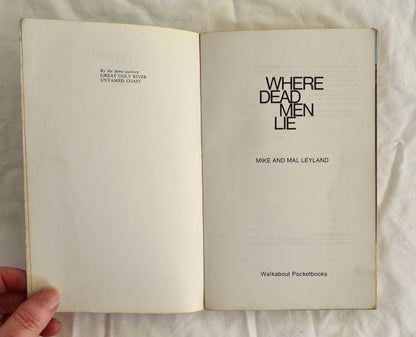 By the same authors:
GREAT UGLY RIVER
UNTAMED COAST
WHERE
DEAD
MEN
LIE
MIKE AND MAL LEYLAND
Walkabout Pocketbooks